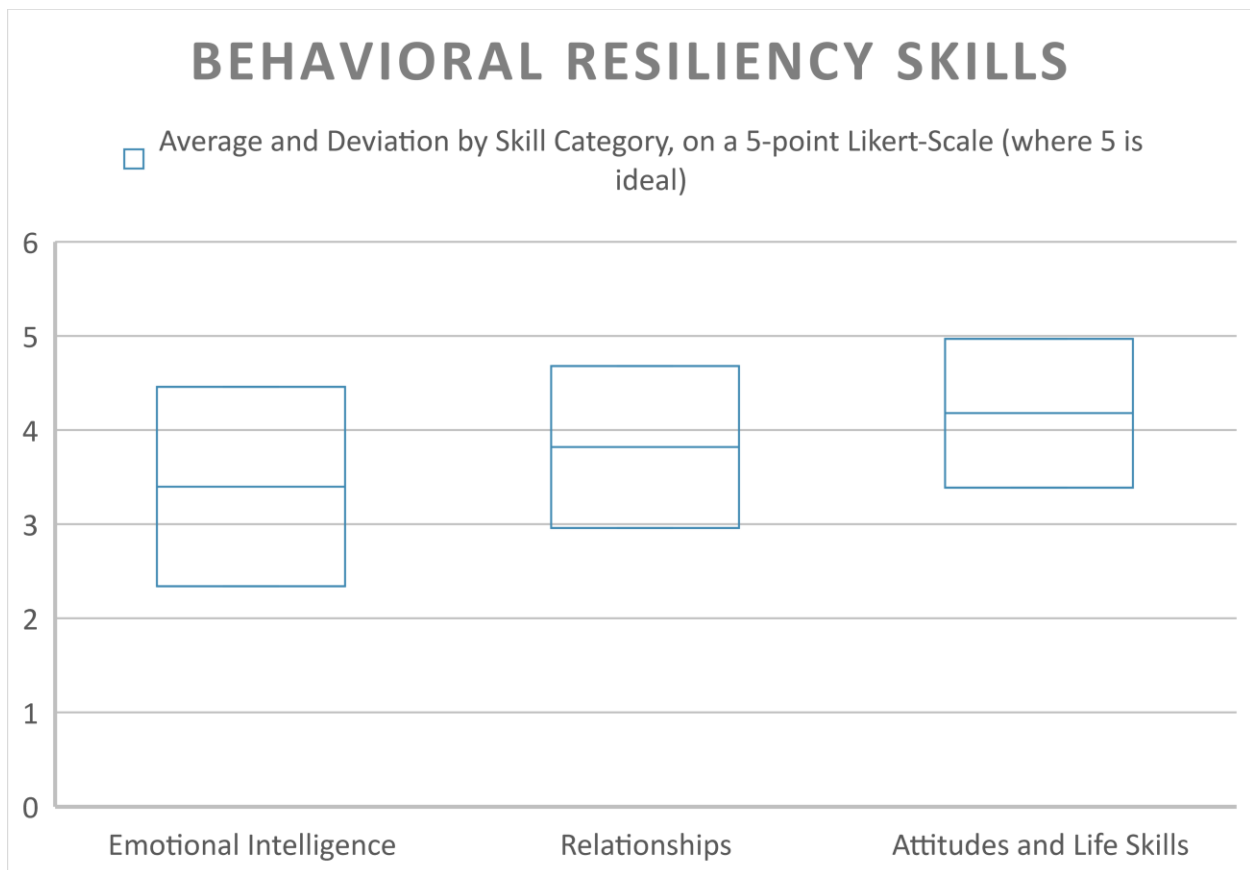 BEHAVIORAL RESILIENCY SKILLS
Average and Deviation by Skill Category, on a 5-point Likert-Scale (where 5 is
ideal)
6
5
4
3
2
1
0
Emotional Intelligence
Relationships
Attitudes and Life Skills